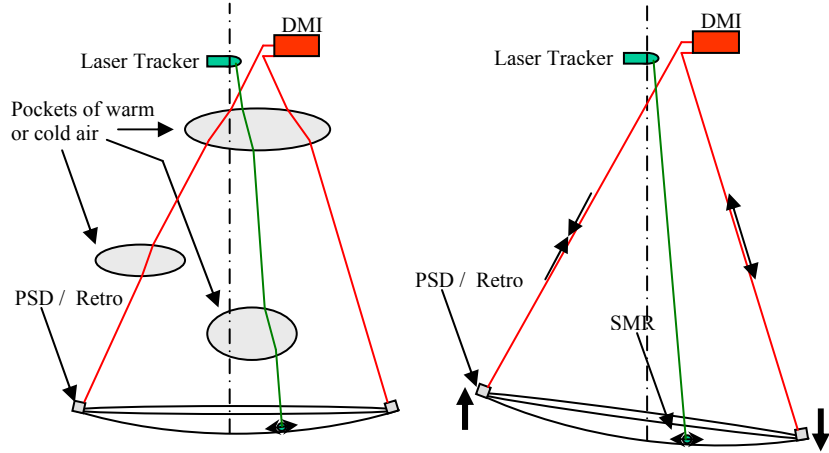 DMI
Laser Tracker
Pockets of warm
or cold air
PSD / Retro
DMI
Laser Tracker
PSD / Retro
SMR